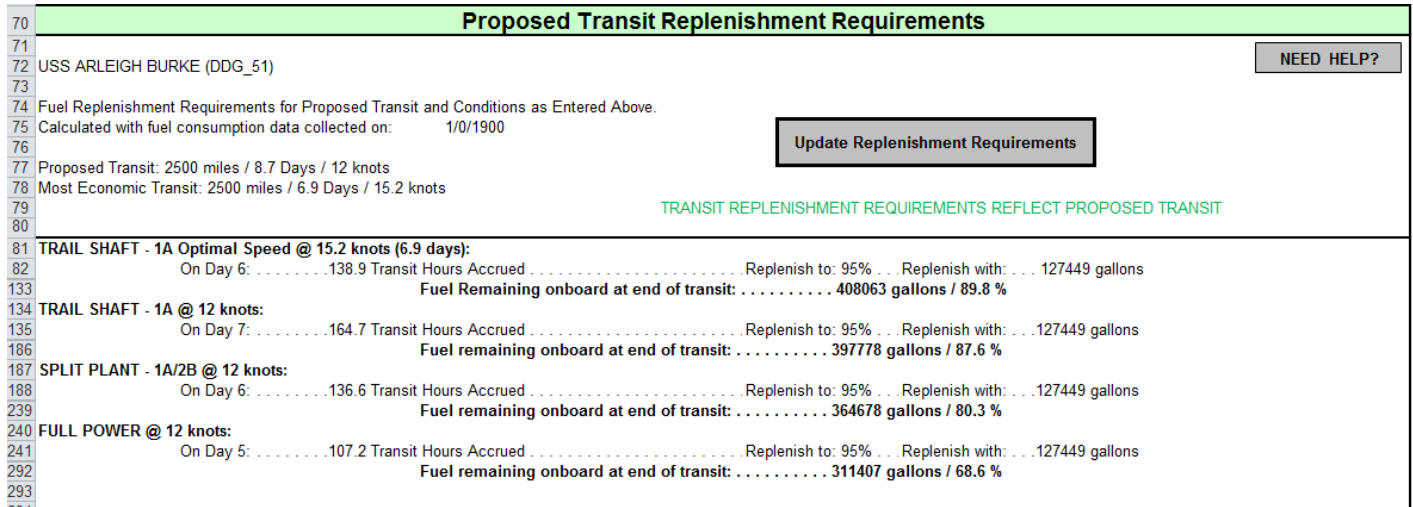 70 Proposed Transit Replenishment Requirements
71
72 USS ARLEIGH BURKE (DDG_51) NEED HELP?
73
74 Fuel Replenishment Requirements for Proposed Transit and Conditions as Entered Above.
75 Calculated with fuel consumption data collected on: 1/0/1900
76 Update Replenishment Requirements
77 Proposed Transit: 2500 miles / 8.7 Days / 12 knots
78 Most Economic Transit: 2500 miles / 6.9 Days / 15.2 knots
79 TRANSIT REPLENISHMENT REQUIREMENTS REFLECT PROPOSED TRANSIT
80
81 TRAIL SHAFT - 1A Optimal Speed @ 15.2 knots (6.9 days):
82 On Day 6: . . . . . . . .138.9 Transit Hours Accrued . . . . . . . . . . . . . . . . . . . . . . . Replenish to: 95% . . . Replenish with: . . . 127449 gallons
133 Fuel Remaining onboard at end of transit: . . . . . . . . . . 408063 gallons / 89.8 %
134 TRAIL SHAFT - 1A @ 12 knots:
135 On Day 7: . . . . . . . .164.7 Transit Hours Accrued . . . . . . . . . . . . . . . . . . . . . . . Replenish to: 95% . . . Replenish with: . . .127449 gallons
186 Fuel remaining onboard at end of transit: . . . . . . . . . . 397778 gallons / 87.6 %
187 SPLIT PLANT - 1A/2B @ 12 knots:
188 On Day 6: . . . . . . . .136.6 Transit Hours Accrued . . . . . . . . . . . . . . . . . . . . . . . Replenish to: 95% . . . Replenish with: . . .127449 gallons
239 Fuel remaining onboard at end of transit: . . . . . . . . . . 364678 gallons / 80.3 %
240 FULL POWER @ 12 knots:
241 On Day 5: . . . . . . . .107.2 Transit Hours Accrued . . . . . . . . . . . . . . . . . . . . . . . Replenish to: 95% . . . Replenish with: . . .127449 gallons
292 Fuel remaining onboard at end of transit: . . . . . . . . . . 311407 gallons / 68.6 %
293